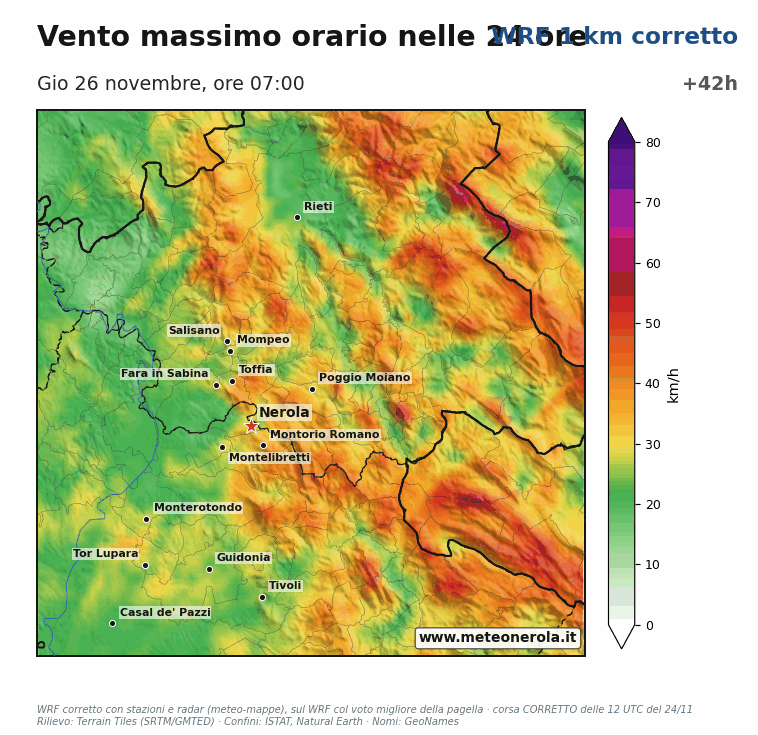 Vento massimo orario nelle 24 ore
WRF 1 km corretto
Gio 26 novembre, ore 07:00
+42h
Rieti
Salisano
Mompeo
Fara in Sabina
Toffia
Poggio Moiano
Nerola
Montorio Romano
Montelibretti
Monterotondo
Tor Lupara
Guidonia
Tivoli
Casal de' Pazzi
www.meteonerola.it
80
70
60
50
40
30
20
10
0
km/h
WRF corretto con stazioni e radar (meteo-mappe), sul WRF col voto migliore della pagella · corsa CORRETTO delle 12 UTC del 24/11
Rilievo: Terrain Tiles (SRTM/GMTED) · Confini: ISTAT, Natural Earth · Nomi: GeoNames